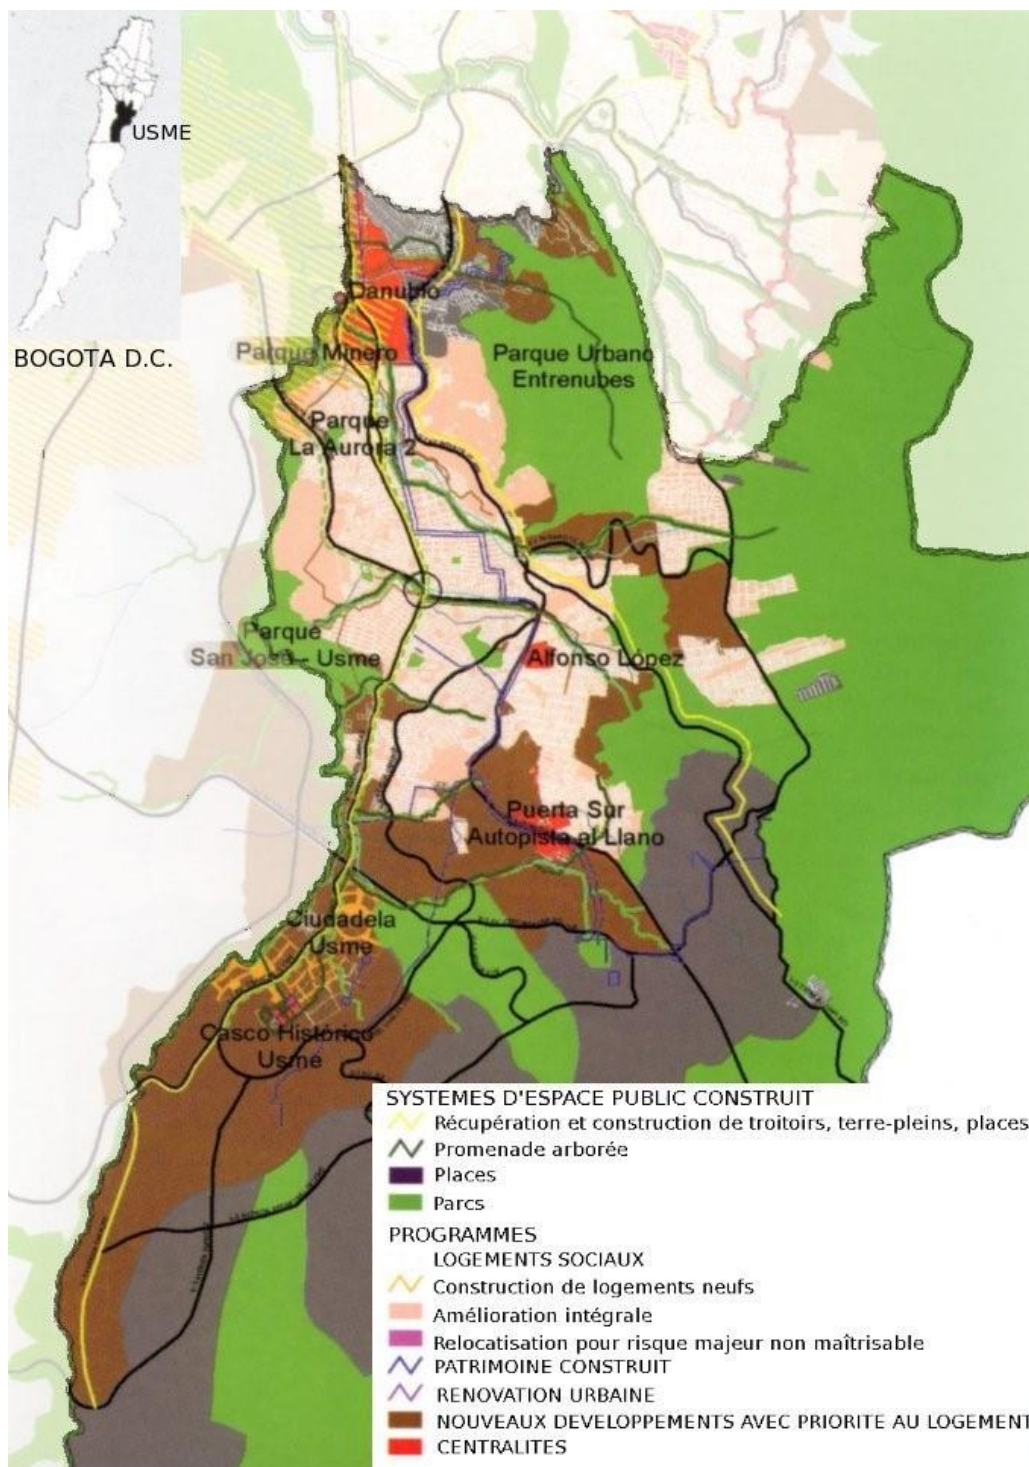 USME
BOGOTA D.C.
Danubio
Parque Minero
Parque Urbano
Entrenubes
Parque
La Aurora 2
Parque
San José - Usme
Alfonso López
Puerta Sur
Autopista al Llano
Ciudadela
Usme
Casco Histórico
Usme
SYSTEMES D'ESPACE PUBLIC CONSTRUIT
Récupération et construction de troitoirs, terre-pleins, places
Promenade arborée
Places
Parcs
PROGRAMMES
LOGEMENTS SOCIAUX
Construction de logements neufs
Amélioration intégrale
Relocatisation pour risque majeur non maîtrisable
PATRIMOINE CONSTRUIT
RENOVATION URBAINE
NOUVEAUX DEVELOPPEMENTS AVEC PRIORITE AU LOGEMENT
CENTRALITES